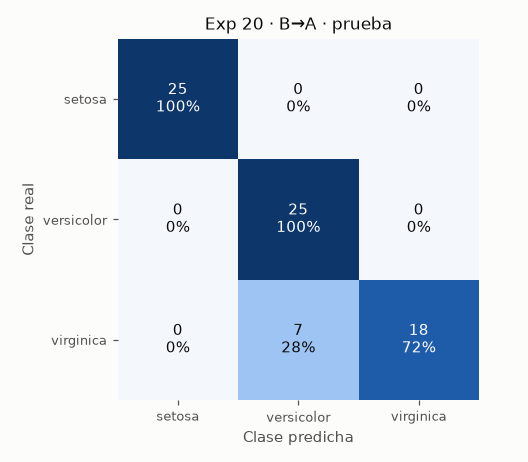 Exp 20 · B→A · prueba
Clase real
setosa
25
100%
0
0%
0
0%
versicolor
0
0%
25
100%
0
0%
virginica
0
0%
7
28%
18
72%
setosa
versicolor
virginica
Clase predicha